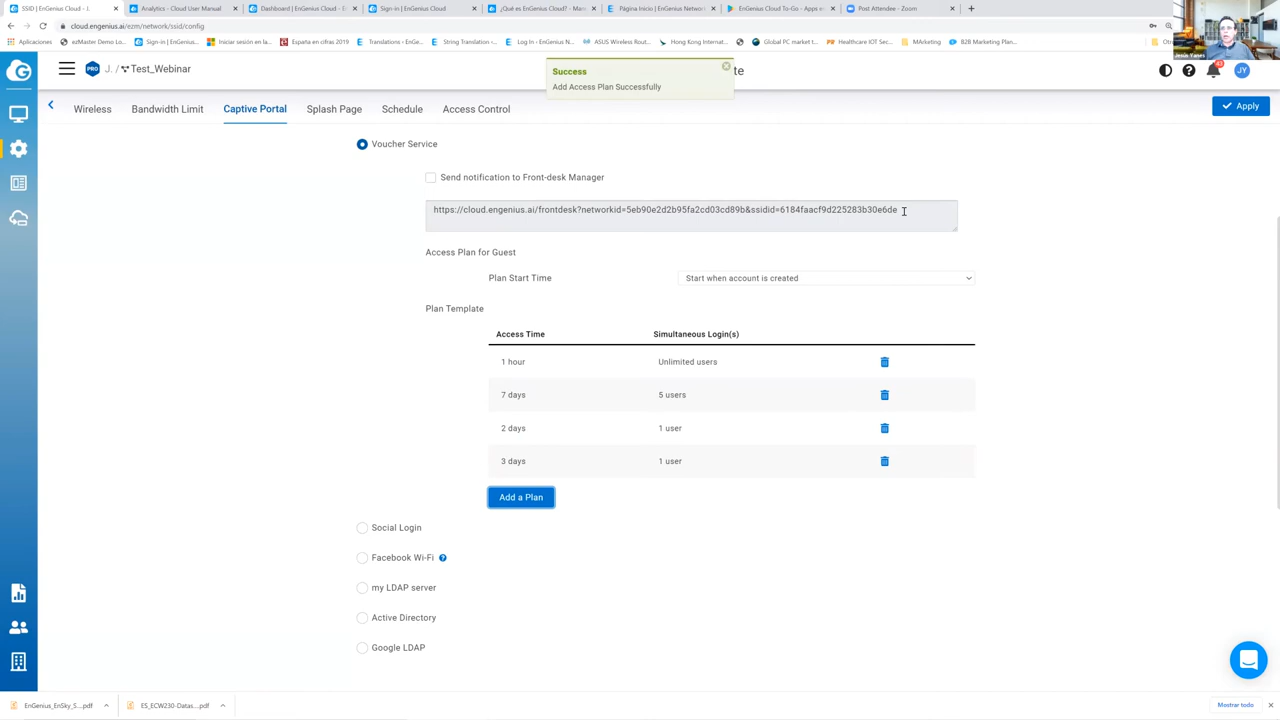 SSID | EnGenius Cloud - L
Analytics - Cloud User Manual
Dashboard | EnGenius Cloud - E
Sign-in | EnGenius Cloud
¿Qué es EnGenius Cloud? - Man
Página Inicio | EnGenius Networ
EnGenius Cloud To-Go - Apps e
Post Attendee - Zoom
cloud.engenius.ai/ezm/network/ssid/config
Aplicaciones
ezMaster Demo Lo...
Sign-in | EnGenius...
Iniciar sesión en la...
España en cifras 2019
Translations ‹ EnGe...
String Translation ‹...
Log In ‹ EnGenius N...
ASUS Wireless Rout...
Hong Kong Internat...
Global PC market t...
Healthcare IOT Sec...
MArketing
B2B Marketing Plan...
Jesús Yanes
PRO J. / Test_Webinar
Success
Add Access Plan Successfully
43
JY
Wireless
Bandwidth Limit
Captive Portal
Splash Page
Schedule
Access Control
Apply
Voucher Service
Send notification to Front-desk Manager
https://cloud.engenius.ai/frontdesk?networkid=5eb90e2d2b95fa2cd03cd89b&ssidid=6184faacf9d225283b30e6de
Access Plan for Guest
Plan Start Time
Start when account is created
Plan Template
Access Time Simultaneous Login(s)
1 hour Unlimited users
7 days 5 users
2 days 1 user
3 days 1 user
Add a Plan
Social Login
Facebook Wi-Fi ?
my LDAP server
Active Directory
Google LDAP
EnGenius_EnSky_S....pdf
ES_ECW230-Datas....pdf
Mostrar todo